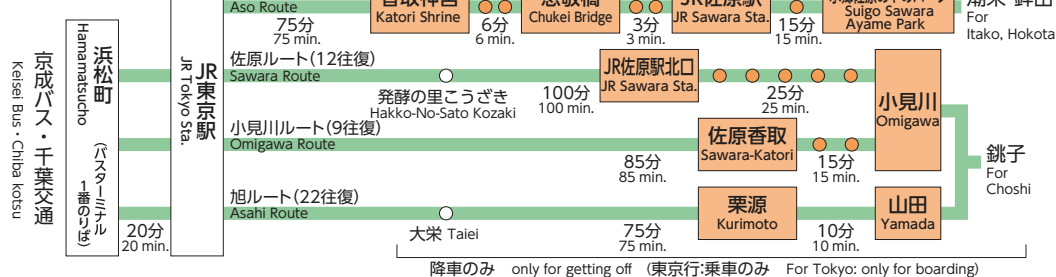 Aso Route
75分
75 min.
香取神宮
Katori Shrine
6分
6 min.
忠敬橋
Chukei Bridge
3分
3 min.
JR佐原駅
JR Sawara Sta.
15分
15 min.
Suigo Sawara
Ayame Park
潮来・鉾田
For
Itako, Hokota
京成バス・千葉交通
Keisei Bus・Chiba kotsu
浜松町
Hamamatsucho
(バスターミナル
1番のりば)
20分
20 min.
JR東京駅
JR Tokyo Sta.
佐原ルート(12往復)
Sawara Route
発酵の里こうざき
Hakko-No-Sato Kozaki
100分
100 min.
JR佐原駅北口
JR Sawara Sta.
25分
25 min.
小見川
Omigawa
小見川ルート(9往復)
Omigawa Route
85分
85 min.
佐原香取
Sawara-Katori
15分
15 min.
銚子
For
Choshi
旭ルート(22往復)
Asahi Route
大栄 Taiei
75分
75 min.
栗源
Kurimoto
10分
10 min.
山田
Yamada
降車のみ only for getting off (東京行:乗車のみ For Tokyo: only for boarding)